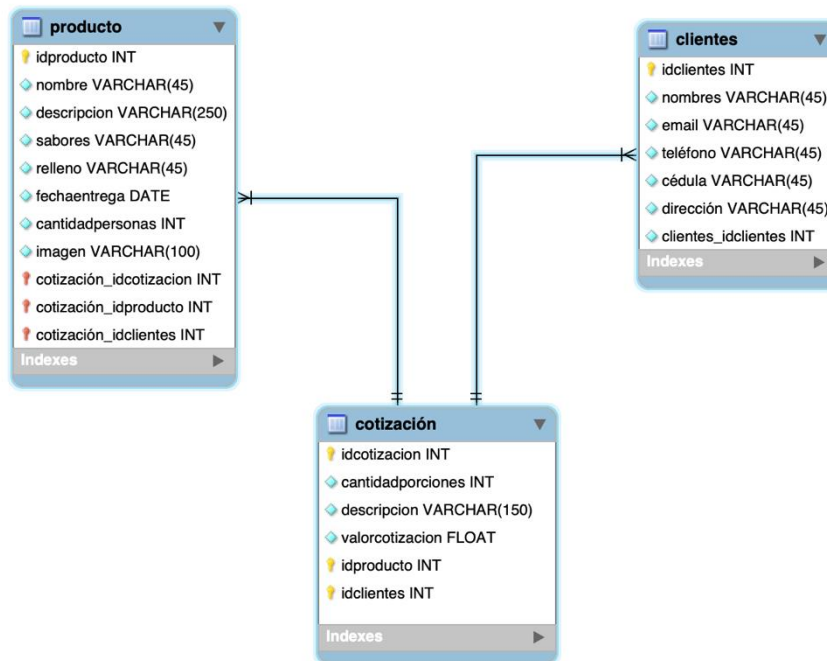 producto
idproducto INT
nombre VARCHAR(45)
descripcion VARCHAR(250)
sabores VARCHAR(45)
relleno VARCHAR(45)
fechaentrega DATE
cantidadpersonas INT
imagen VARCHAR(100)
cotización_idcotizacion INT
cotización_idproducto INT
cotización_idclientes INT
Indexes
clientes
idclientes INT
nombres VARCHAR(45)
email VARCHAR(45)
teléfono VARCHAR(45)
cédula VARCHAR(45)
dirección VARCHAR(45)
clientes_idclientes INT
Indexes
cotización
idcotizacion INT
cantidadporciones INT
descripcion VARCHAR(150)
valorcotizacion FLOAT
idproducto INT
idclientes INT
Indexes